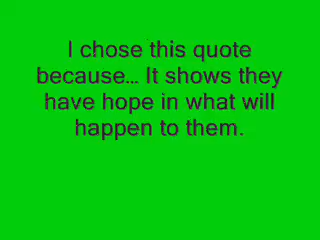 I chose this quote
because… It shows they
have hope in what will
happen to them.